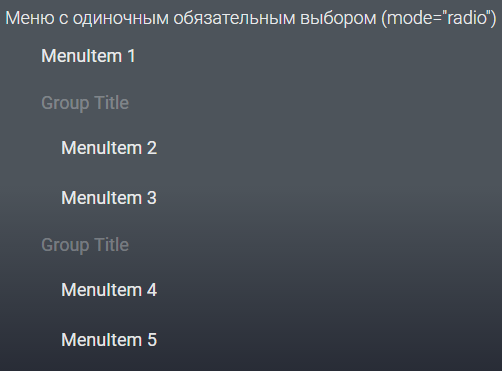 Меню с одиночным обязательным выбором (mode="radio")
MenuItem 1
Group Title
MenuItem 2
MenuItem 3
Group Title
MenuItem 4
MenuItem 5